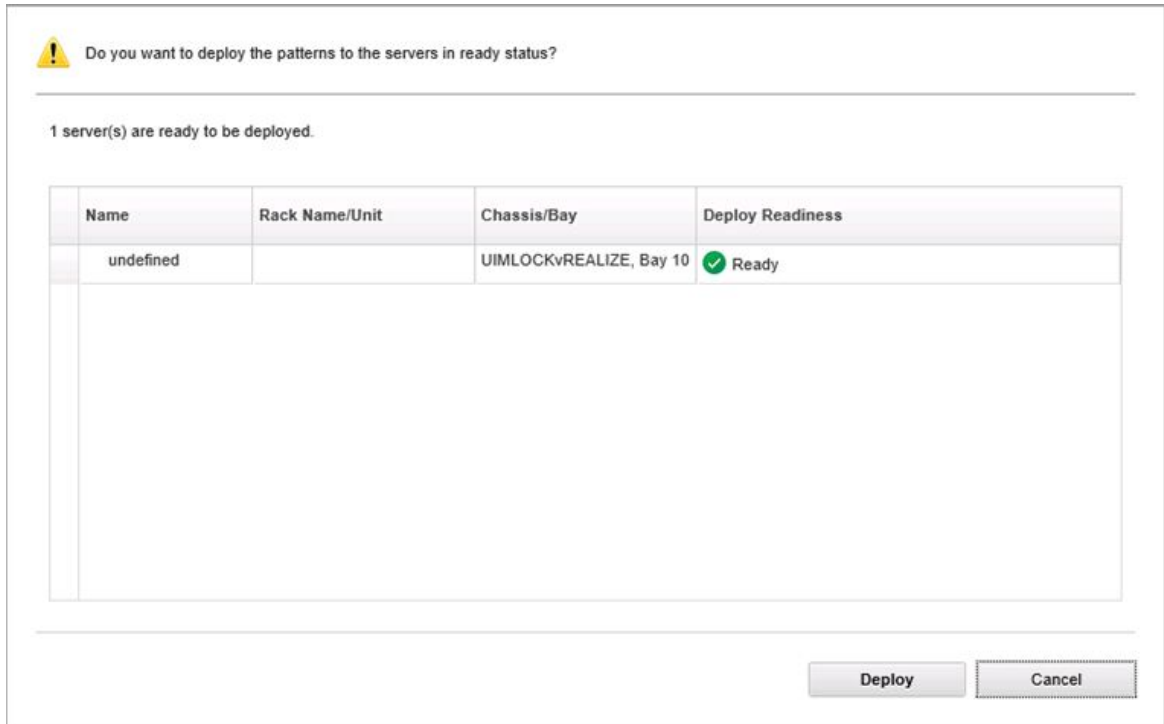 Do you want to deploy the patterns to the servers in ready status?
1 server(s) are ready to be deployed.
Name Rack Name/Unit Chassis/Bay Deploy Readiness
undefined UIMLOCKvREALIZE, Bay 10 Ready
Deploy Cancel